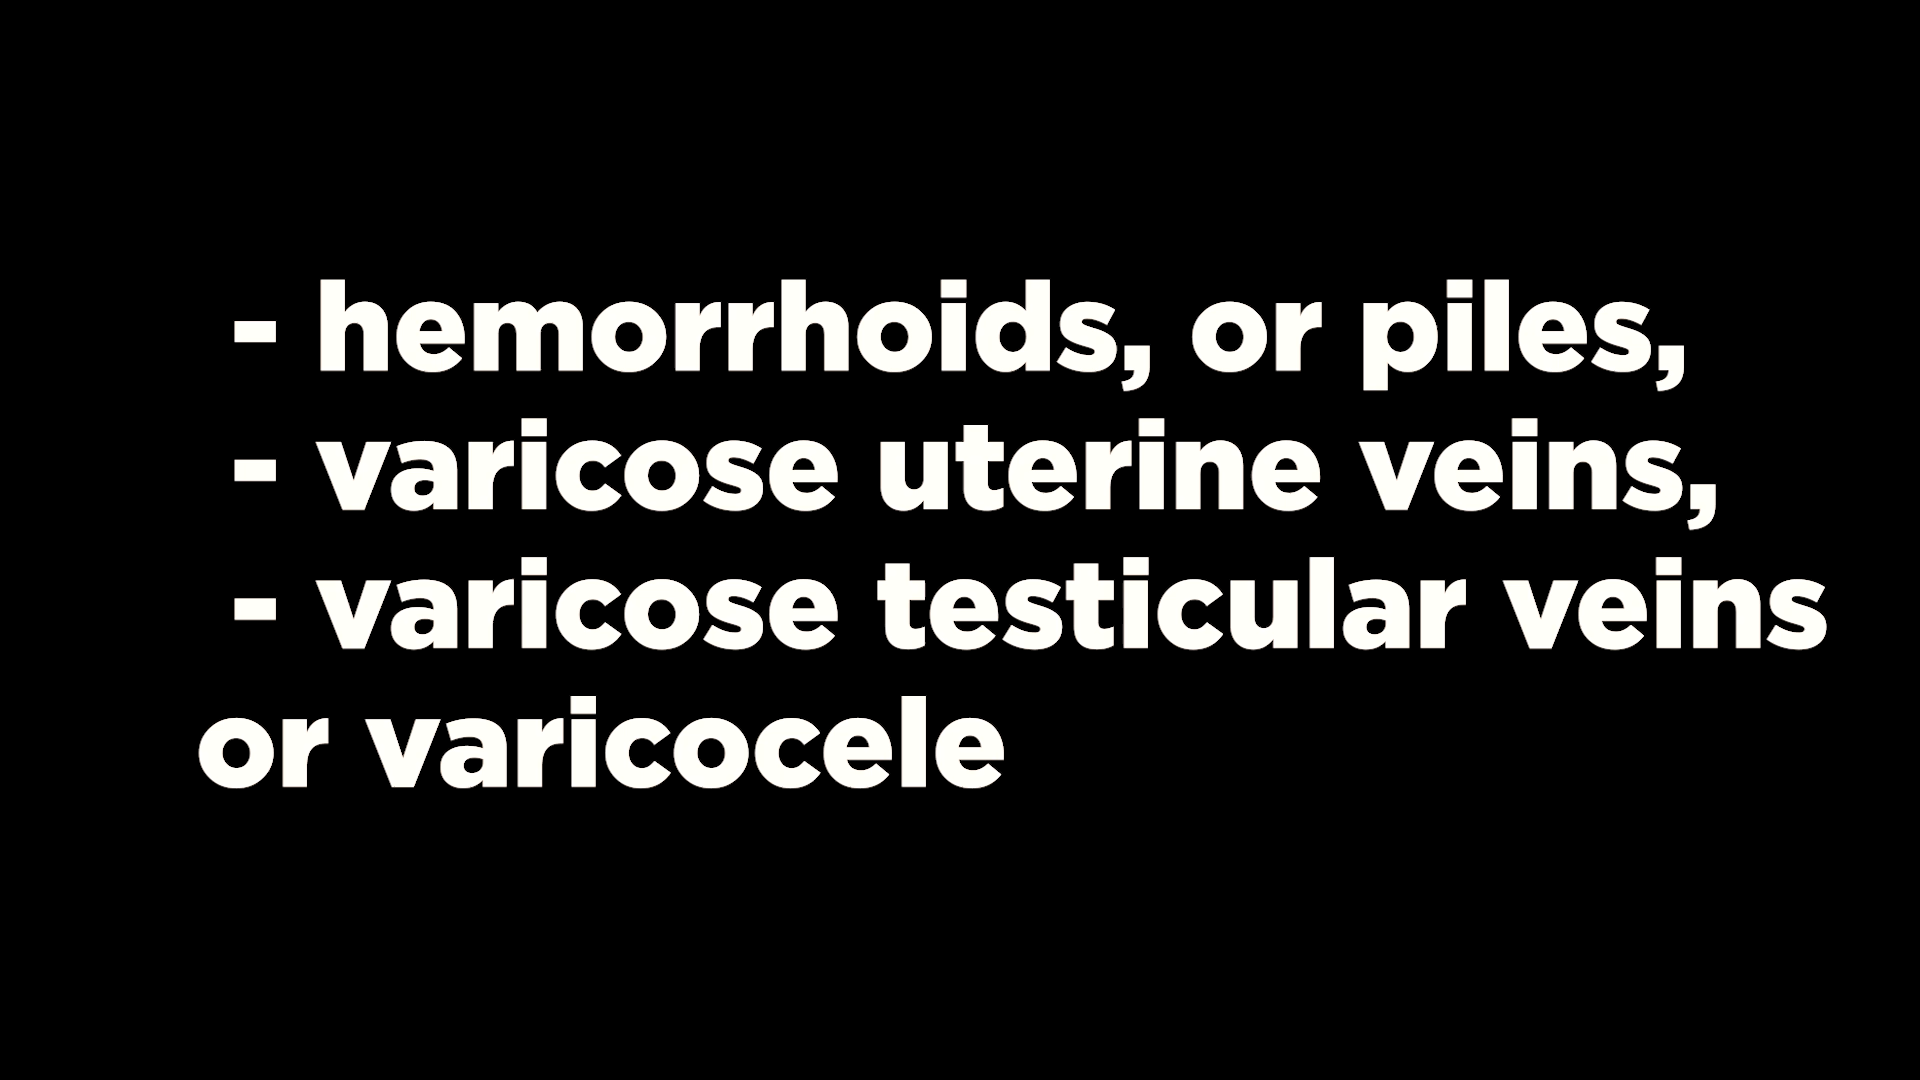 - hemorrhoids, or piles,
- varicose uterine veins,
- varicose testicular veins
or varicocele